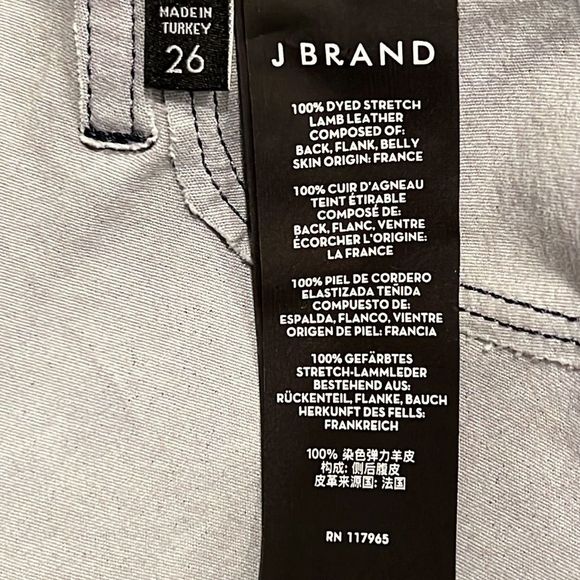 MADE IN
TURKEY
26
J BRAND
100% DYED STRETCH
LAMB LEATHER
COMPOSED OF:
BACK, FLANK, BELLY
SKIN ORIGIN: FRANCE
100% CUIR D'AGNEAU
TEINT ÉTIRABLE
COMPOSÉ DE:
BACK, FLANC, VENTRE
ÉCORCHER L'ORIGINE:
LA FRANCE
100% PIEL DE CORDERO
ELASTIZADA TEÑIDA
COMPUESTO DE:
ESPALDA, FLANCO, VIENTRE
ORIGEN DE PIEL: FRANCIA
100% GEFÄRBTES
STRETCH-LAMMLEDER
BESTEHEND AUS:
RÜCKENTEIL, FLANKE, BAUCH
HERKUNFT DES FELLS:
FRANKREICH
100% 染色弹力羊皮
构成: 侧后腹皮
皮革来源国: 法国
RN 117965